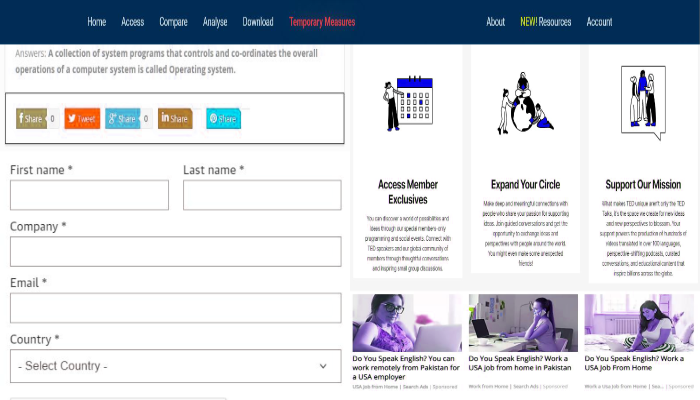 Home Access Compare Analyse Download Temporary Measures About NEW! Resources Account
Answers: A collection of system programs that controls and co-ordinates the overall
operations of a computer system is called Operating system.
Share 0 Tweet Share 0 Share Share
First name * Last name *
Company *
Email *
Country *
- Select Country -
Access Member
Exclusives
You can discover a world of possibilities and
ideas through our special members-only
programming and social events. Connect with
TED speakers and our global community of
members through thoughtful conversations
and inspiring small group discussions.
Expand Your Circle
Make deep and meaningful connections with
people who share your passion for supporting
ideas. Join guided conversations and get the
opportunity to exchange ideas and
perspectives with people around the world.
You might even make some unexpected
friends!
Support Our Mission
What makes TED unique aren't only the TED
Talks; it's the space we create for new ideas
and new perspectives to blossom. Your
support powers the production of hundreds of
videos translated in over 100 languages,
perspective-shifting podcasts, curated
conversations, and educational content that
inspire billions across the globe.
Do You Speak English? You can
work remotely from Pakistan for
a USA employer
USA Job from Home | Search Ads | Sponsored
Do You Speak English? Work a
USA job from home in Pakistan
Work from Home | Search Ads | Sponsored
Do You Speak English? Work a
USA Job From Home
Work a Usa Job from Home | Sea... | Sponsored